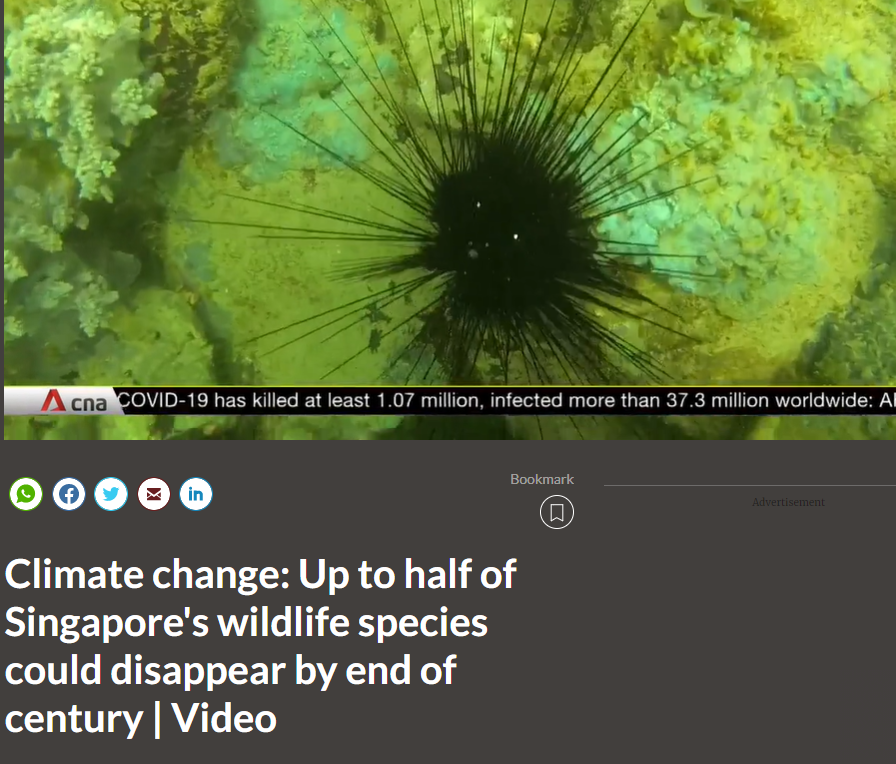 cna COVID-19 has killed at least 1.07 million, infected more than 37.3 million worldwide:
Bookmark
Advertisement
Climate change: Up to half of
Singapore's wildlife species
could disappear by end of
century | Video